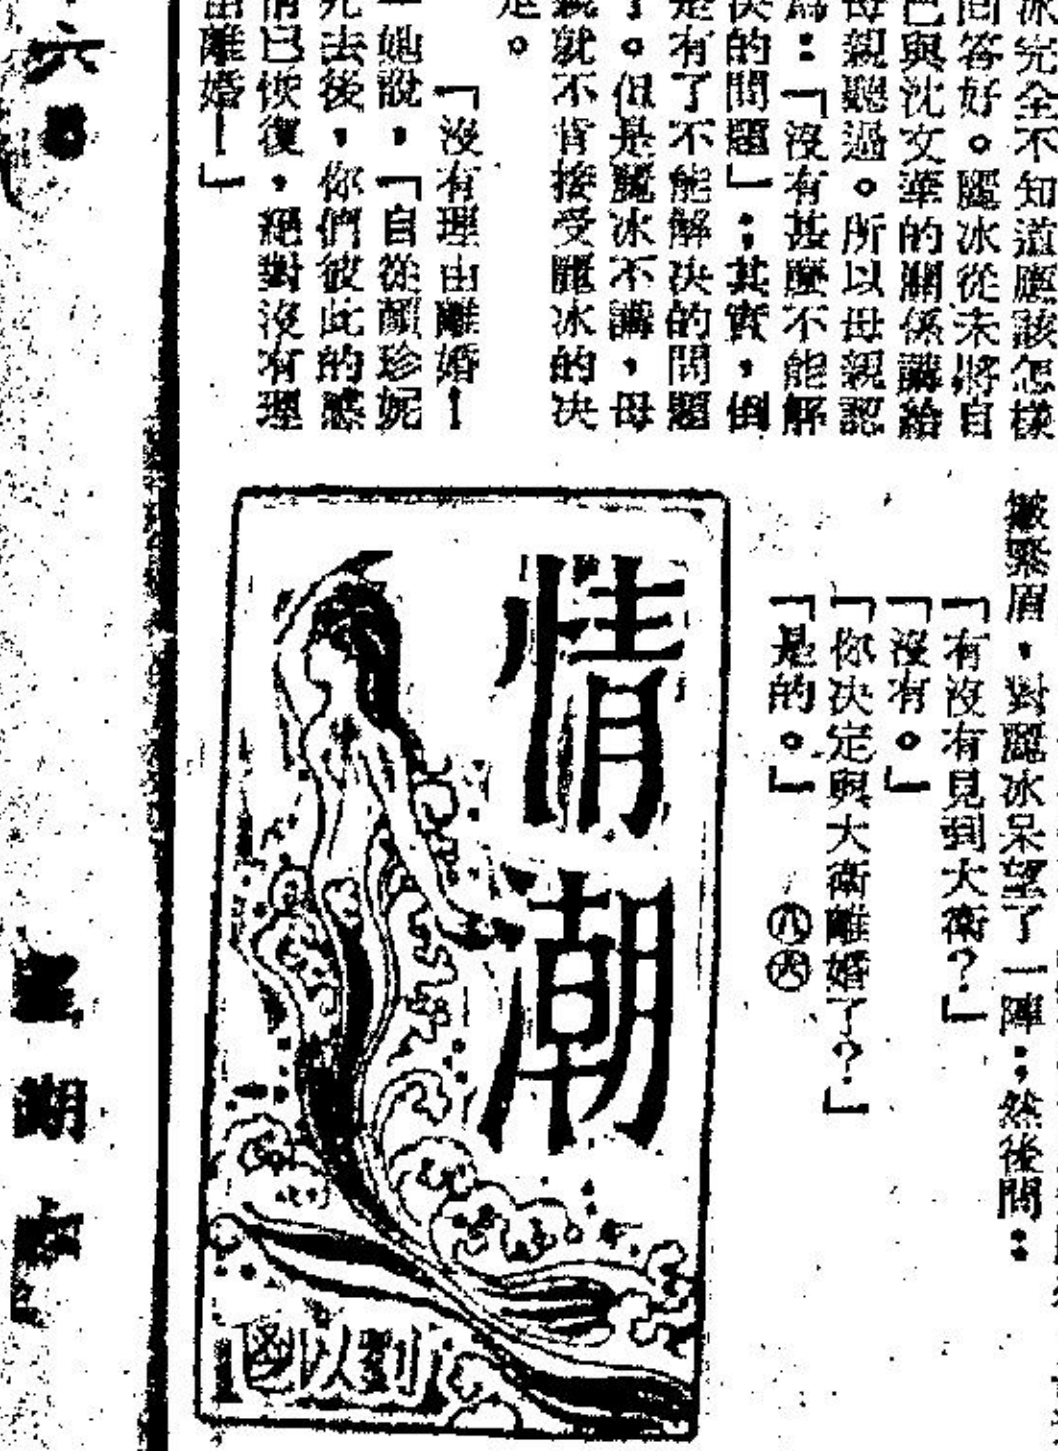 冰完全不知道應該怎樣
回答好。麗冰從未將自
己與沈文華的關係講給
母親聽過。所以母親認
爲：「沒有甚麼不能解
決的問題」；其實，倒
是有了不能解決的問題
了。但是麗冰不講，母
親就不肯接受麗冰的決
定。
「沒有理由離婚！
」她說，「自從顏珍妮
死去後，你們彼此的感
情已恢復，絕對沒有理
由離婚！」
皺緊眉，對麗冰呆望了一陣；然後問：
「有沒有見到大衛？」
「沒有。」
「你決定與大衛離婚了？」
「是的。」
㊇㊅
情潮
劉以鬯
六